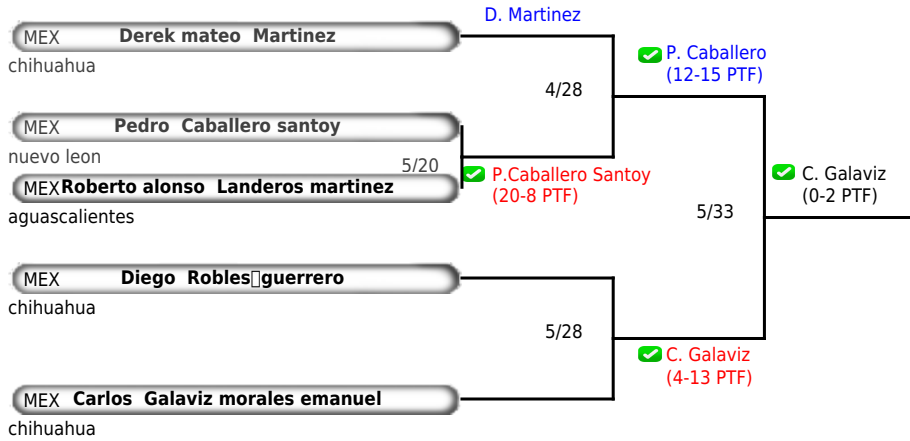 D. Martinez
MEX Derek mateo Martinez
chihuahua
P. Caballero
(12-15 PTF)
4/28
MEX Pedro Caballero santoy
nuevo leon
5/20
P.Caballero Santoy
(20-8 PTF)
MEX Roberto alonso Landeros martinez
aguascalientes
C. Galaviz
(0-2 PTF)
5/33
MEX Diego Robles▯guerrero
chihuahua
5/28
C. Galaviz
(4-13 PTF)
MEX Carlos Galaviz morales emanuel
chihuahua